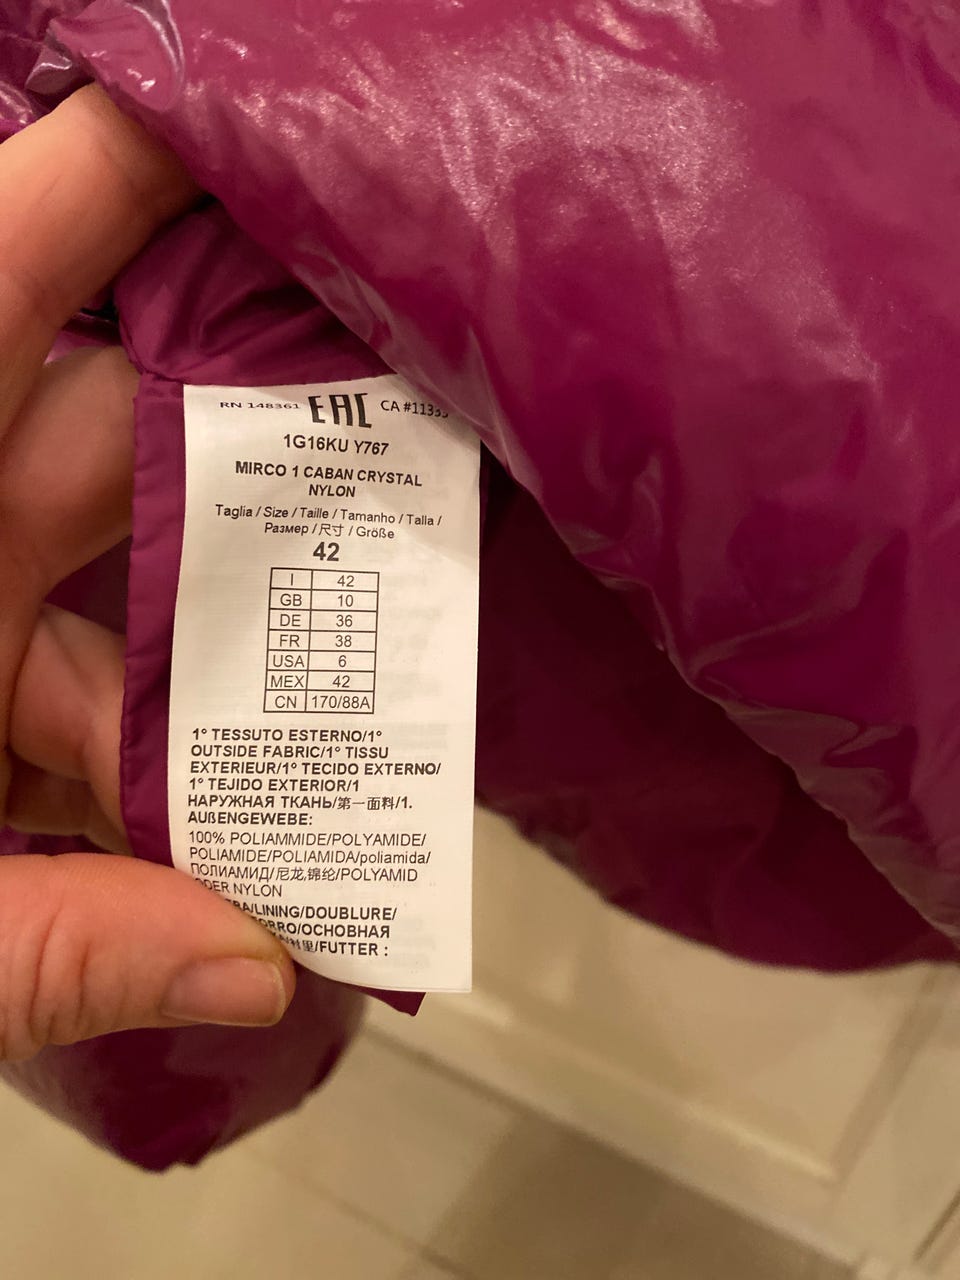 RN 148361 EAC CA #11335
1G16KU Y767
MIRCO 1 CABAN CRYSTAL
NYLON
Taglia / Size / Taille / Tamanho / Talla /
Размер /尺寸 / Größe
42
I 42
GB 10
DE 36
FR 38
USA 6
MEX 42
CN 170/88A
1° TESSUTO ESTERNO/1°
OUTSIDE FABRIC/1° TISSU
EXTERIEUR/1° TECIDO EXTERNO/
1° TEJIDO EXTERIOR/1
НАРУЖНАЯ ТКАНЬ/第一面料/1.
AUßENGEWEBE:
100% POLIAMMIDE/POLYAMIDE/
POLIAMIDE/POLIAMIDA/poliamida/
ПОЛИАМИД/尼龙,锦纶/POLYAMID
ODER NYLON
/LINING/DOUBLURE/
/ОСНОВНАЯ
/FUTTER :